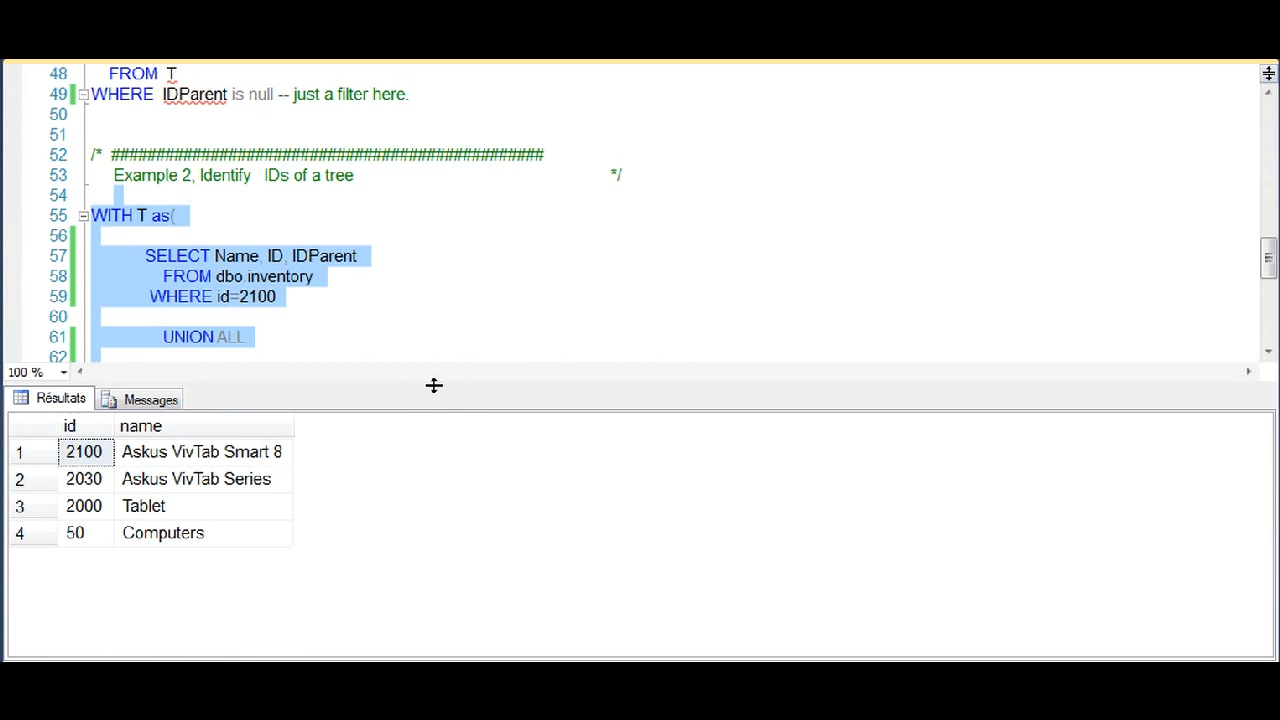 48 FROM T
49 WHERE IDParent is null -- just a filter here.
50
51
52 /* ################################################
53 Example 2, Identify IDs of a tree */
54
55 WITH T as(
56
57 SELECT Name, ID, IDParent
58 FROM dbo inventory
59 WHERE id=2100
60
61 UNION ALL
62
100 %
Résultats Messages
id name
1 2100 Askus VivTab Smart 8
2 2030 Askus VivTab Series
3 2000 Tablet
4 50 Computers